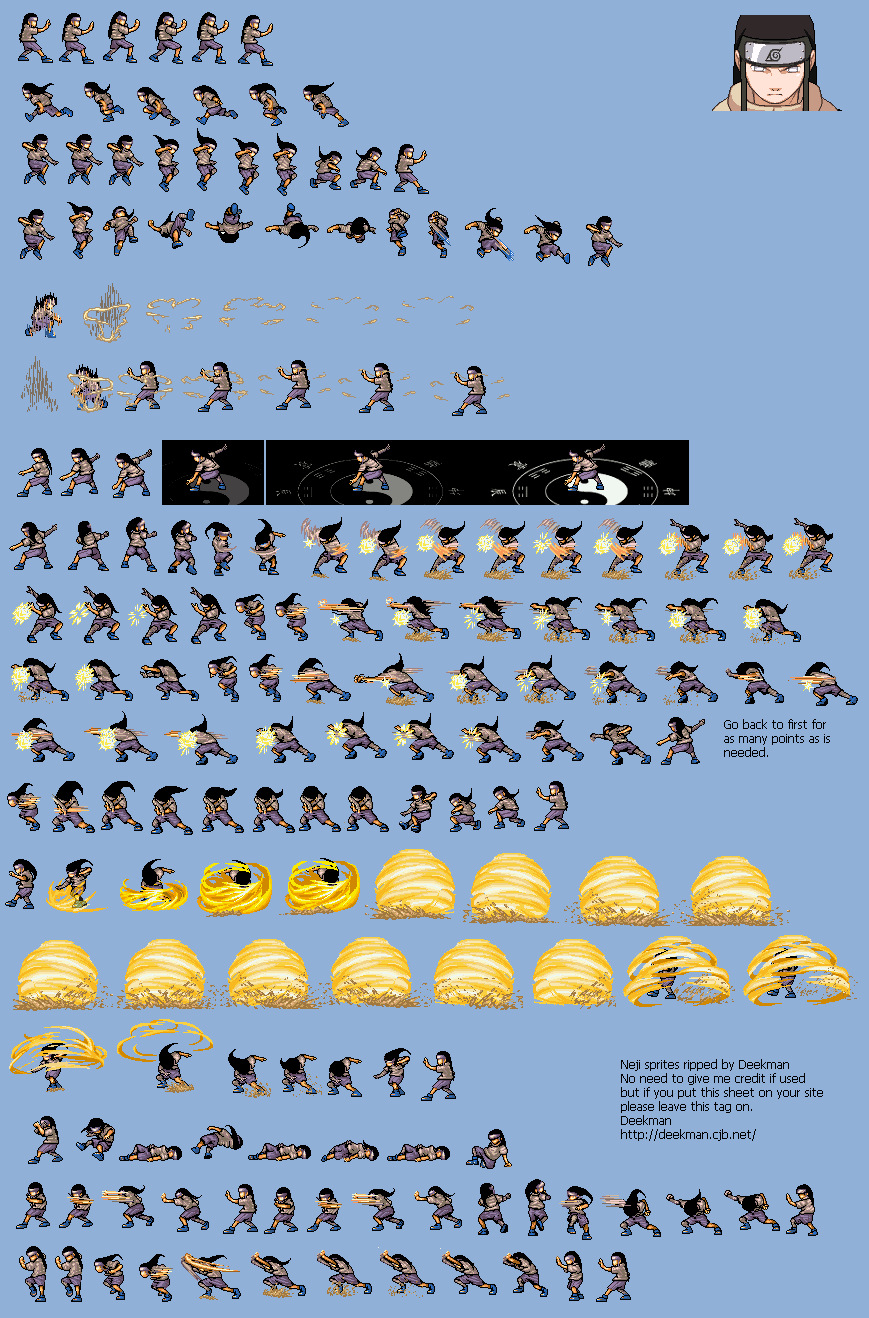 Go back to first for
as many points as is
needed.
Neji sprites ripped by Deekman
No need to give me credit if used
but if you put this sheet on your site
please leave this tag on.
Deekman
http://deekman.cjb.net/